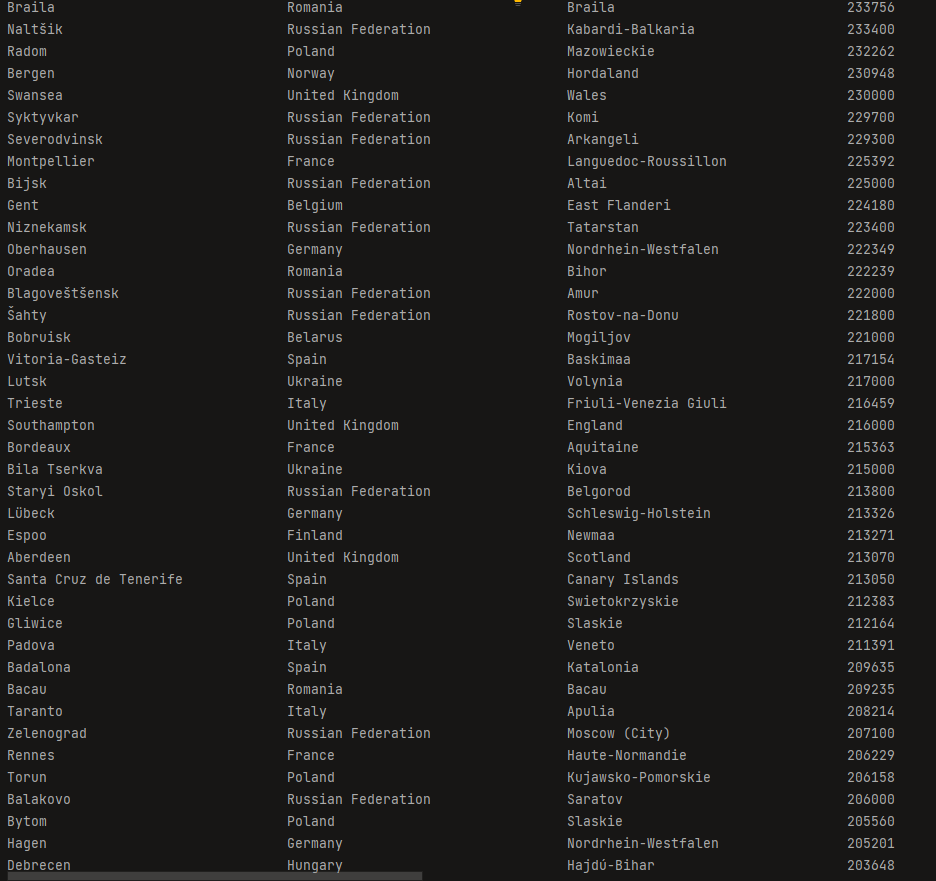 Braila Romania Braila 233756
Naltšik Russian Federation Kabardi-Balkaria 233400
Radom Poland Mazowieckie 232262
Bergen Norway Hordaland 230948
Swansea United Kingdom Wales 230000
Syktyvkar Russian Federation Komi 229700
Severodvinsk Russian Federation Arkangeli 229300
Montpellier France Languedoc-Roussillon 225392
Bijsk Russian Federation Altai 225000
Gent Belgium East Flanderi 224180
Niznekamsk Russian Federation Tatarstan 223400
Oberhausen Germany Nordrhein-Westfalen 222349
Oradea Romania Bihor 222239
Blagoveštšensk Russian Federation Amur 222000
Šahty Russian Federation Rostov-na-Donu 221800
Bobruisk Belarus Mogiljov 221000
Vitoria-Gasteiz Spain Baskimaa 217154
Lutsk Ukraine Volynia 217000
Trieste Italy Friuli-Venezia Giuli 216459
Southampton United Kingdom England 216000
Bordeaux France Aquitaine 215363
Bila Tserkva Ukraine Kiova 215000
Staryi Oskol Russian Federation Belgorod 213800
Lübeck Germany Schleswig-Holstein 213326
Espoo Finland Newmaa 213271
Aberdeen United Kingdom Scotland 213070
Santa Cruz de Tenerife Spain Canary Islands 213050
Kielce Poland Swietokrzyskie 212383
Gliwice Poland Slaskie 212164
Padova Italy Veneto 211391
Badalona Spain Katalonia 209635
Bacau Romania Bacau 209235
Taranto Italy Apulia 208214
Zelenograd Russian Federation Moscow (City) 207100
Rennes France Haute-Normandie 206229
Torun Poland Kujawsko-Pomorskie 206158
Balakovo Russian Federation Saratov 206000
Bytom Poland Slaskie 205560
Hagen Germany Nordrhein-Westfalen 205201
Debrecen Hungary Hajdú-Bihar 203648